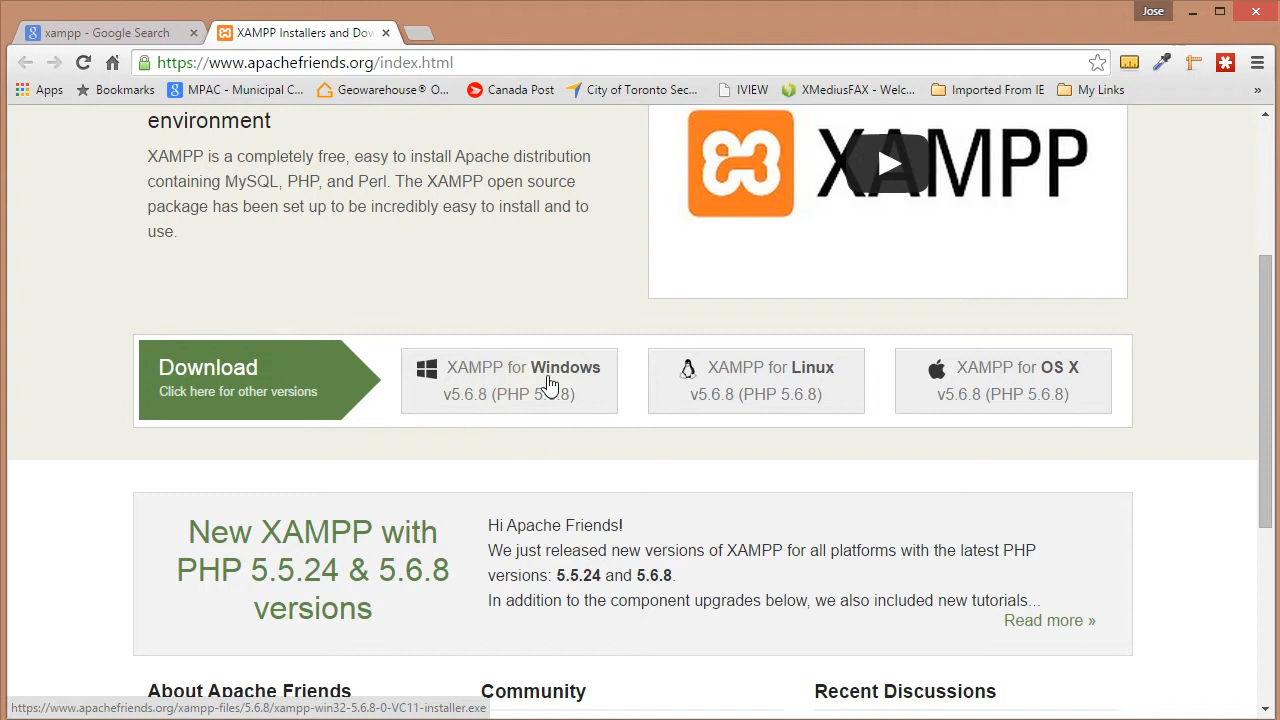 Jose
xampp - Google Search
XAMPP Installers and Dow
https://www.apachefriends.org/index.html
Apps
Bookmarks
MPAC - Municipal C...
Geowarehouse® O...
Canada Post
City of Toronto Sec...
IVIEW
XMediusFAX - Welc...
Imported From IE
My Links
»
environment
XAMPP is a completely free, easy to install Apache distribution
containing MySQL, PHP, and Perl. The XAMPP open source
package has been set up to be incredibly easy to install and to
use.
XAMPP
Download
Click here for other versions
XAMPP for Windows
v5.6.8 (PHP 5.6.8)
XAMPP for Linux
v5.6.8 (PHP 5.6.8)
XAMPP for OS X
v5.6.8 (PHP 5.6.8)
New XAMPP with
PHP 5.5.24 & 5.6.8
versions
Hi Apache Friends!
We just released new versions of XAMPP for all platforms with the latest PHP
versions: 5.5.24 and 5.6.8.
In addition to the component upgrades below, we also included new tutorials...
Read more »
About Apache Friends
Community
Recent Discussions
https://www.apachefriends.org/xampp-files/5.6.8/xampp-win32-5.6.8-0-VC11-installer.exe